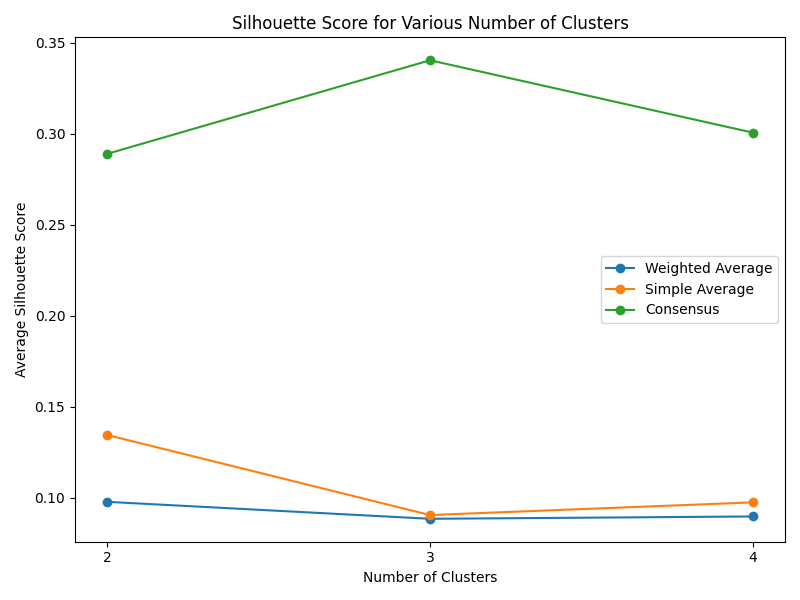 Silhouette Score for Various Number of Clusters
0.35
0.30
0.25
0.20
0.15
0.10
Average Silhouette Score
Weighted Average
Simple Average
Consensus
2
3
4
Number of Clusters